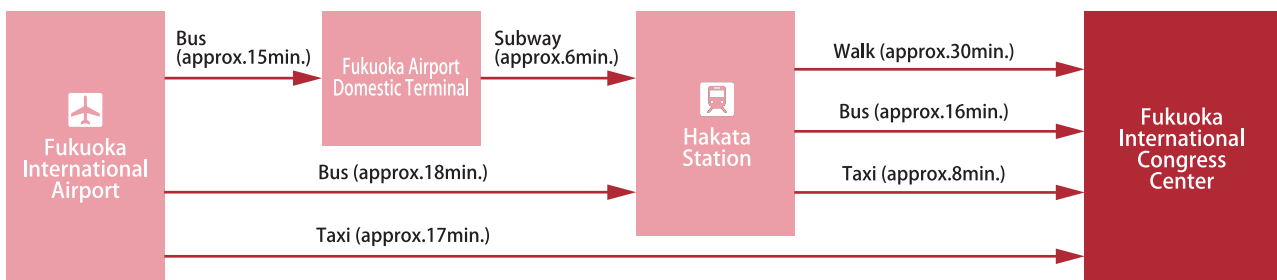 Bus
(approx.15min.)
Subway
(approx.6min.)
Fukuoka Airport
Domestic Terminal
Fukuoka
International
Airport
Bus (approx.18min.)
Taxi (approx.17min.)
Hakata
Station
Walk (approx.30min.)
Bus (approx.16min.)
Taxi (approx.8min.)
Fukuoka
International
Congress
Center